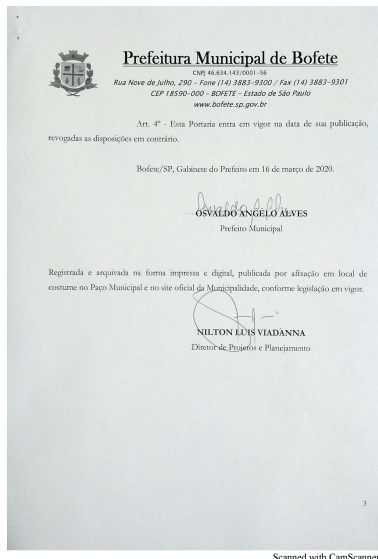 Prefeitura Municipal de Bofete
CNPJ 46.634.143/0001-56
Rua Nove de Julho, 290 – Fone (14) 3883-9300 / Fax (14) 3883-9301
CEP 18590-000 – BOFETE – Estado de São Paulo
www.bofete.sp.gov.br
Art. 4º - Esta Portaria entra em vigor na data de sua publicação,
revogadas as disposições em contrário.
Bofete/SP, Gabinete do Prefeito em 16 de março de 2020.
OSVALDO ANGELO ALVES
Prefeito Municipal
Registrada e arquivada na forma impressa e digital, publicada por afixação em local de
costume no Paço Municipal e no site oficial da Municipalidade, conforme legislação em vigor.
NILTON LUIS VIADANNA
Diretor de Projetos e Planejamento
3
Scanned with CamScanner